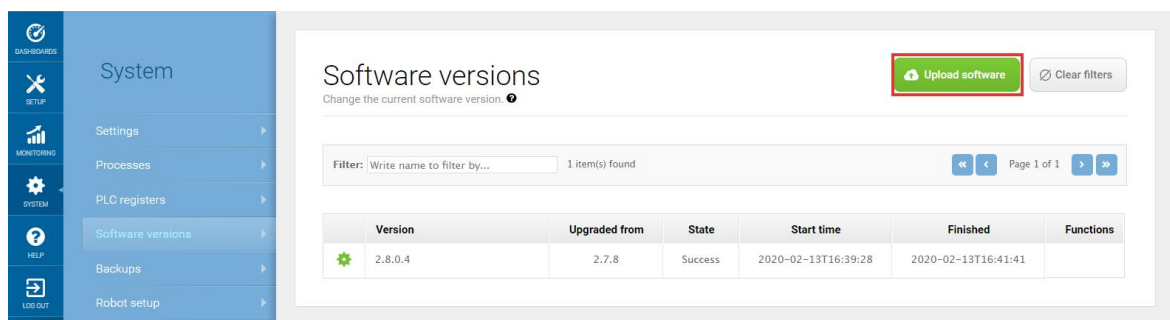 DASHBOARDS
SETUP
MONITORING
SYSTEM
HELP
LOG OUT
System
Settings
Processes
PLC registers
Software versions
Backups
Robot setup
Software versions
Change the current software version. ?
Upload software
Clear filters
Filter: Write name to filter by... 1 item(s) found
« ‹ Page 1 of 1 › »
Version Upgraded from State Start time Finished Functions
2.8.0.4 2.7.8 Success 2020-02-13T16:39:28 2020-02-13T16:41:41